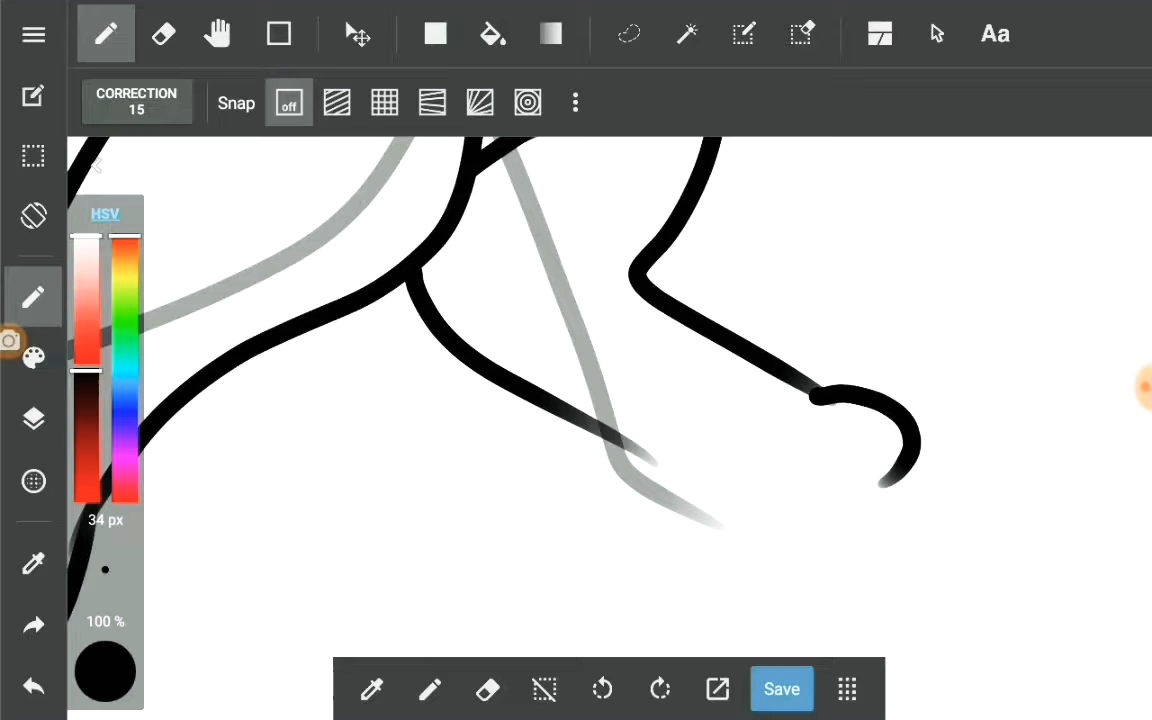 Aa
CORRECTION
15
Snap
off
HSV
34 px
100 %
Save